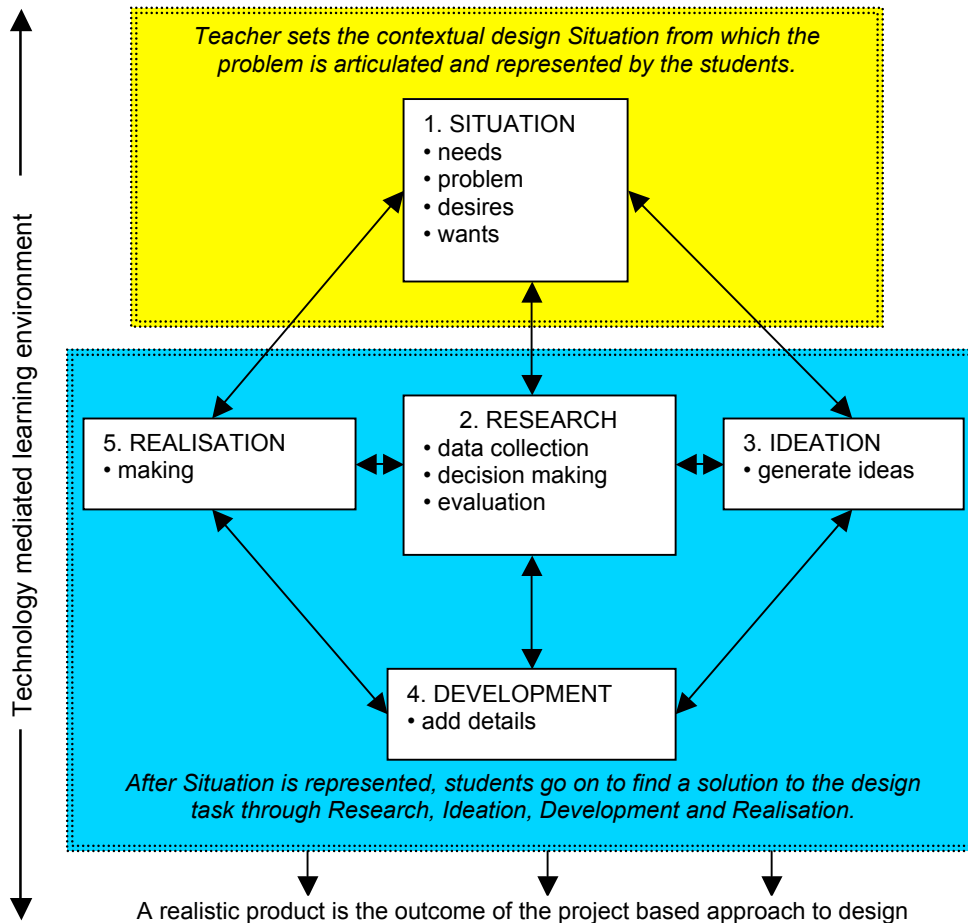 Technology mediated learning environment
Teacher sets the contextual design Situation from which the
problem is articulated and represented by the students.
1. SITUATION
• needs
• problem
• desires
• wants
5. REALISATION
• making
2. RESEARCH
• data collection
• decision making
• evaluation
3. IDEATION
• generate ideas
4. DEVELOPMENT
• add details
After Situation is represented, students go on to find a solution to the design
task through Research, Ideation, Development and Realisation.
A realistic product is the outcome of the project based approach to design